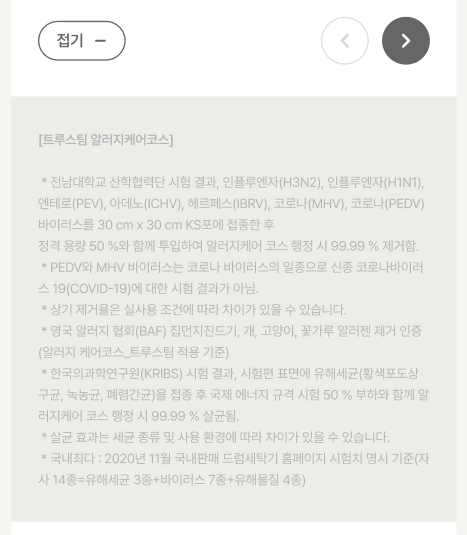 접기 −
[트루스팀 알러지케어코스]
* 전남대학교 산학협력단 시험 결과, 인플루엔자(H3N2), 인플루엔자(H1N1),
엔테로(PEV), 아데노(ICHV), 헤르페스(IBRV), 코로나(MHV), 코로나(PEDV)
바이러스를 30 cm x 30 cm KS포에 접종한 후
정격 용량 50 %와 함께 투입하여 알러지케어 코스 행정 시 99.99 % 제거함.
* PEDV와 MHV 바이러스는 코로나 바이러스의 일종으로 신종 코로나바이러
스 19(COVID-19)에 대한 시험 결과가 아님.
* 상기 제거율은 실사용 조건에 따라 차이가 있을 수 있습니다.
* 영국 알러지 협회(BAF) 집먼지진드기, 개, 고양이, 꽃가루 알러젠 제거 인증
(알러지 케어코스_트루스팀 적용 기준)
* 한국의과학연구원(KRIBS) 시험 결과, 시험편 표면에 유해세균(황색포도상
구균, 녹농균, 폐렴간균)을 접종 후 국제 에너지 규격 시험 50 % 부하와 함께 알
러지케어 코스 행정 시 99.99 % 살균됨.
* 살균 효과는 세균 종류 및 사용 환경에 따라 차이가 있을 수 있습니다.
* 국내최다 : 2020년 11월 국내판매 드럼세탁기 홈페이지 시험치 명시 기준(자
사 14종=유해세균 3종+바이러스 7종+유해물질 4종)